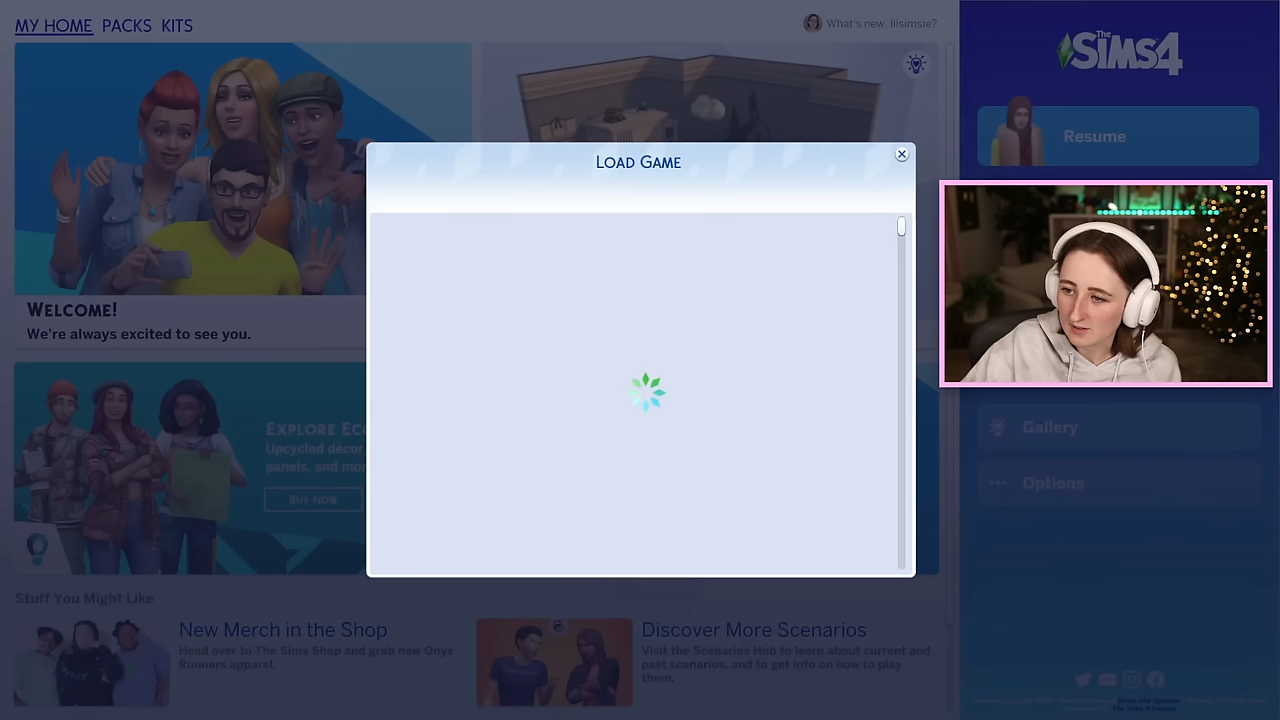 MY HOME PACKS KITS
What's new, lilsimsie?
The SiMS4
Resume
LOAD GAME
WELCOME!
We're always excited to see you.
EXPLORE ECO
Upcycled décor,
panels, and mor
BUY NOW
Gallery
Options
Stuff You Might Like
New Merch in the Shop
Head over to The Sims Shop and grab new Onyx
Runners apparel.
Discover More Scenarios
Visit the Scenarios Hub to learn about current and
past scenarios, and to get info on how to play
them.